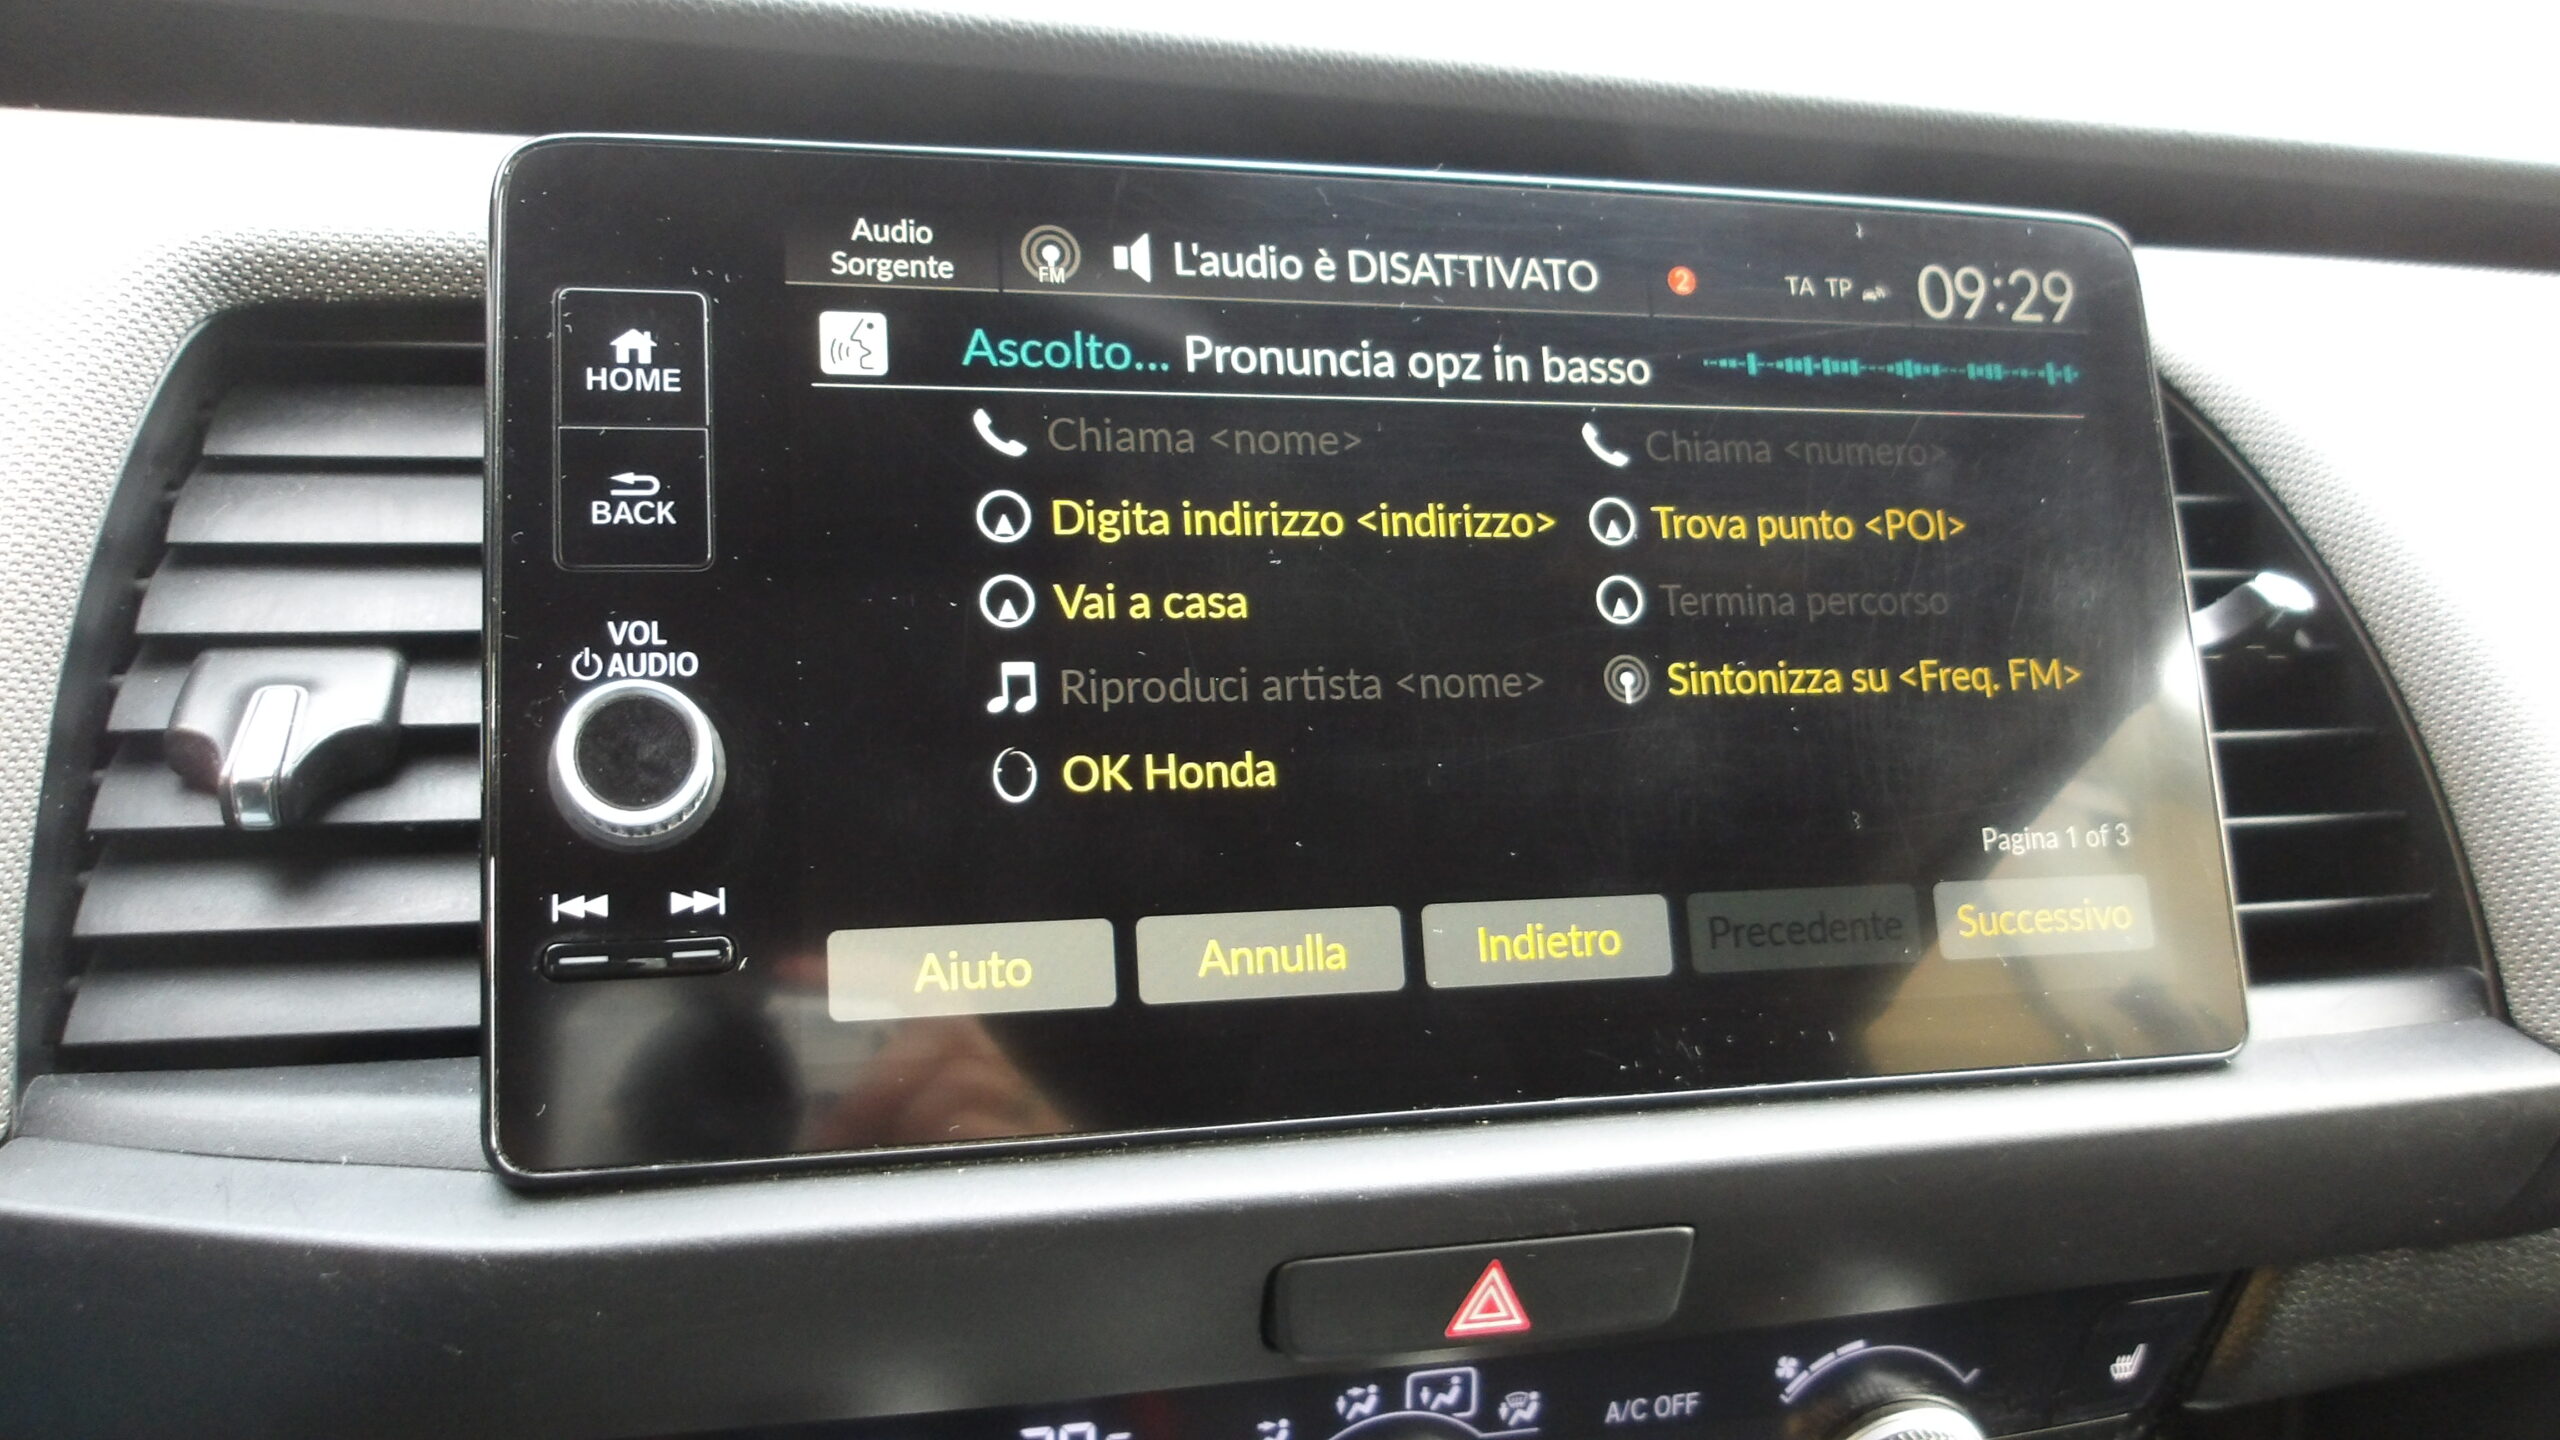 Audio
Sorgente
FM
L'audio è DISATTIVATO
2
TA TP
09:29
HOME
Ascolto... Pronuncia opz in basso
Chiama <nome>
Chiama <numero>
BACK
Digita indirizzo <indirizzo>
Trova punto <POI>
Vai a casa
Termina percorso
VOL
AUDIO
Riproduci artista <nome>
Sintonizza su <Freq. FM>
OK Honda
Pagina 1 of 3
Aiuto
Annulla
Indietro
Precedente
Successivo
A/C OFF